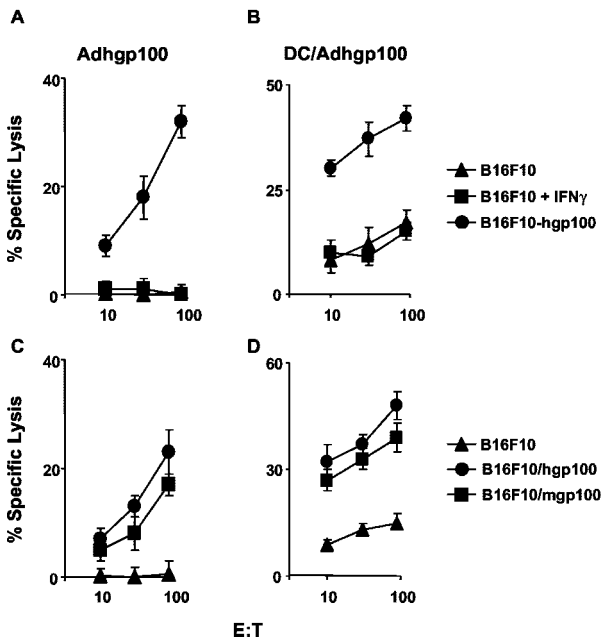 A
B
Adhgp100
DC/Adhgp100
% Specific Lysis
40
20
0
10
100
50
25
0
10
100
B16F10
B16F10 + IFNγ
B16F10-hgp100
C
D
% Specific Lysis
40
20
0
10
100
60
30
0
10
100
B16F10
B16F10/hgp100
B16F10/mgp100
E:T